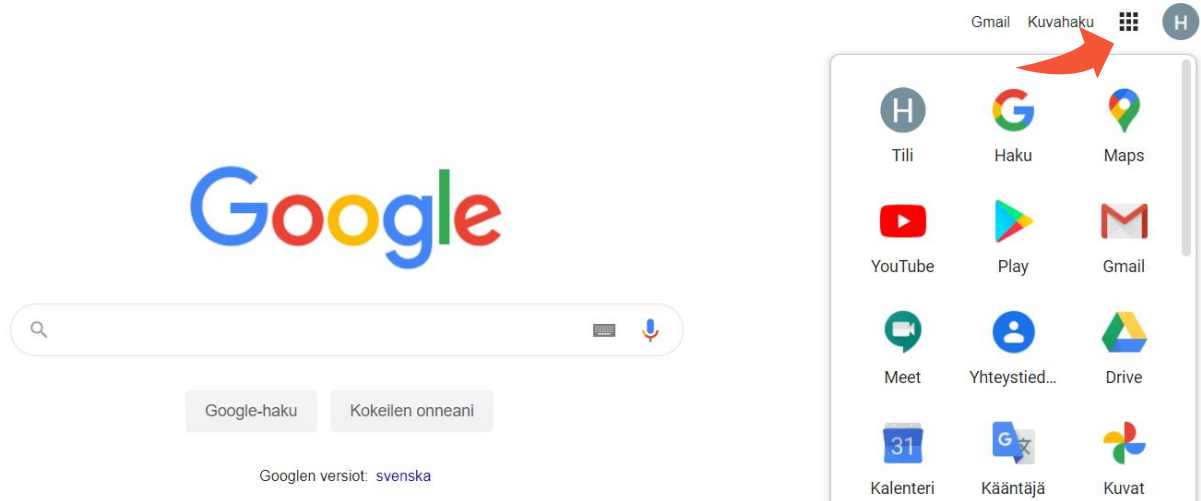 Gmail Kuvahaku H
H
Tili Haku Maps
Google
YouTube Play Gmail
Meet Yhteystied... Drive
Google-haku Kokeilen onneani
31 G 文
Kalenteri Kääntäjä Kuvat
Googlen versiot: svenska